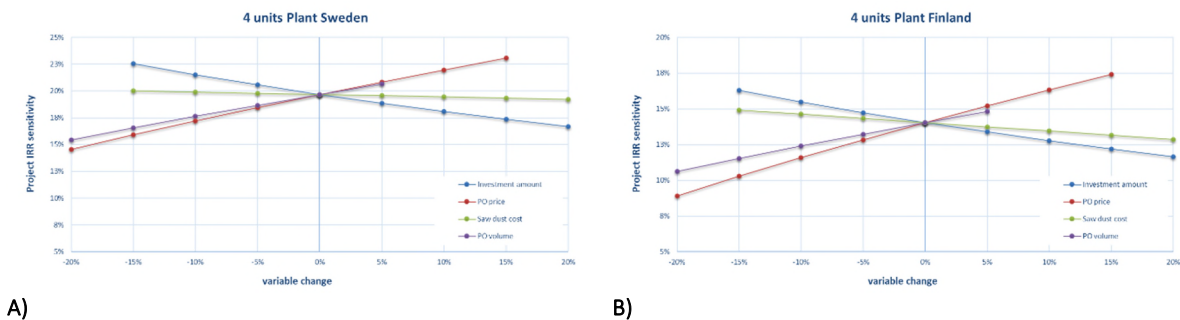 4 units Plant Sweden
25%
23%
20%
18%
15%
13%
10%
8%
5%
Project IRR sensitivity
-20% -15% -10% -5% 0% 5% 10% 15% 20%
variable change
Investment amount
PO price
Saw dust cost
PO volume
A)
4 units Plant Finland
20%
18%
15%
13%
10%
8%
5%
Project IRR sensitivity
-20% -15% -10% -5% 0% 5% 10% 15% 20%
variable change
Investment amount
PO price
Saw dust cost
PO volume
B)